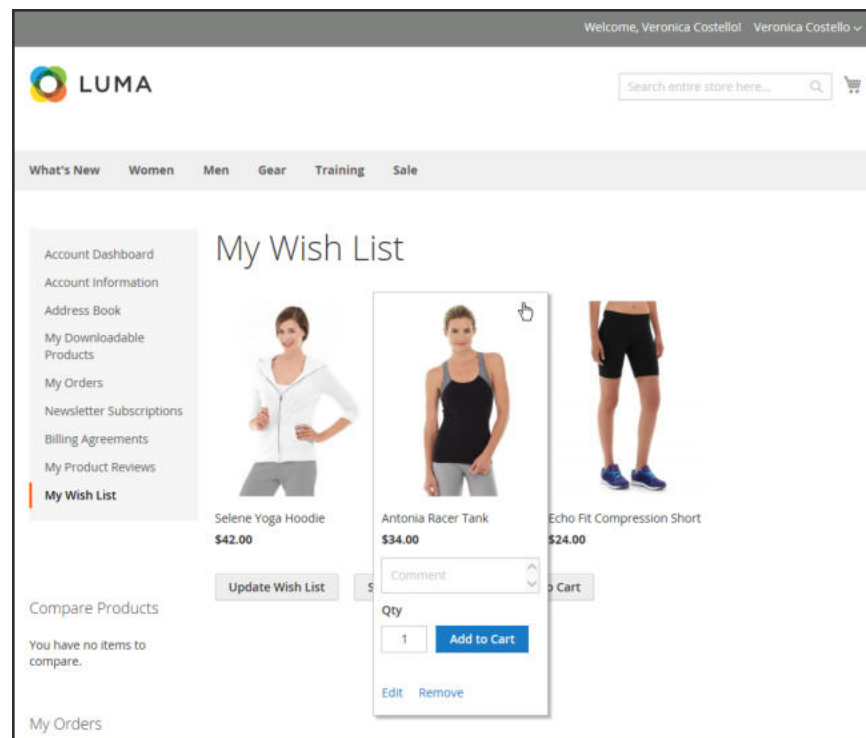 Welcome, Veronica Costello! Veronica Costello
LUMA
Search entire store here...
What's New Women Men Gear Training Sale
My Wish List
Account Dashboard
Account Information
Address Book
My Downloadable
Products
My Orders
Newsletter Subscriptions
Billing Agreements
My Product Reviews
My Wish List
Selene Yoga Hoodie
$42.00
Antonia Racer Tank
$34.00
Echo Fit Compression Short
$24.00
Update Wish List
Comment
Qty
1
Add to Cart
Cart
Edit Remove
Compare Products
You have no items to
compare.
My Orders